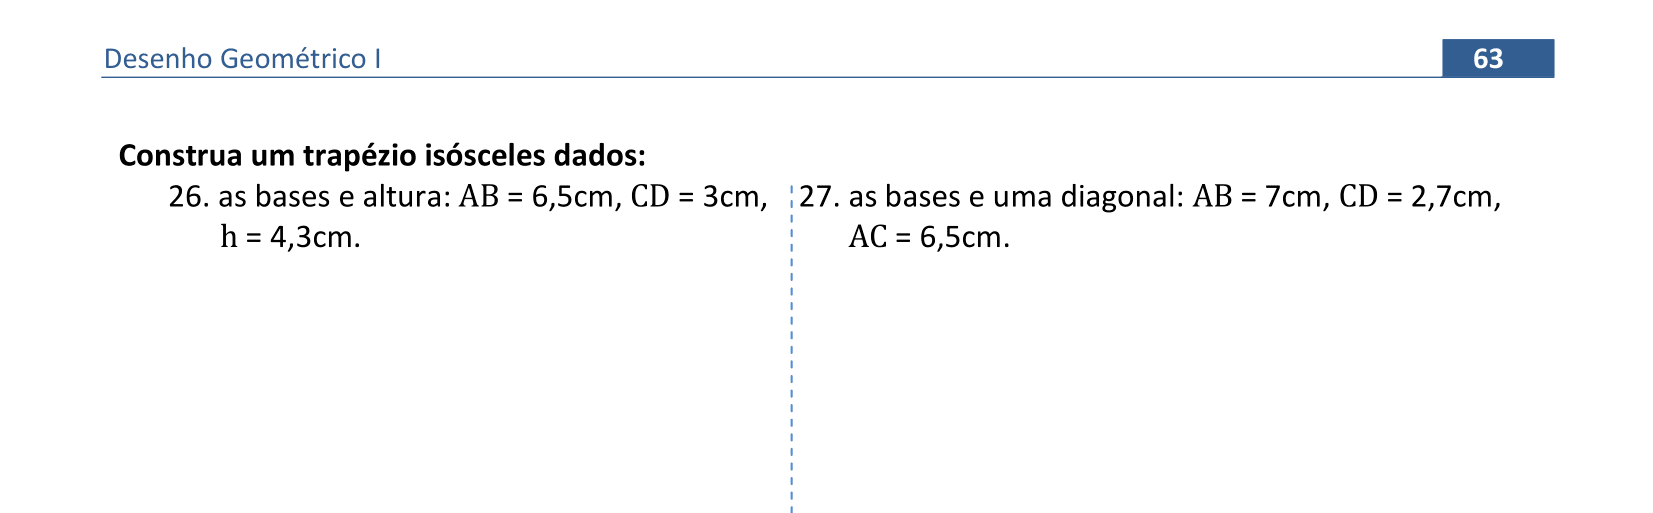 Desenho Geométrico I
63
Construa um trapézio isósceles dados:
26. as bases e altura: AB = 6,5cm, CD = 3cm,
h = 4,3cm.
27. as bases e uma diagonal: AB = 7cm, CD = 2,7cm,
AC = 6,5cm.